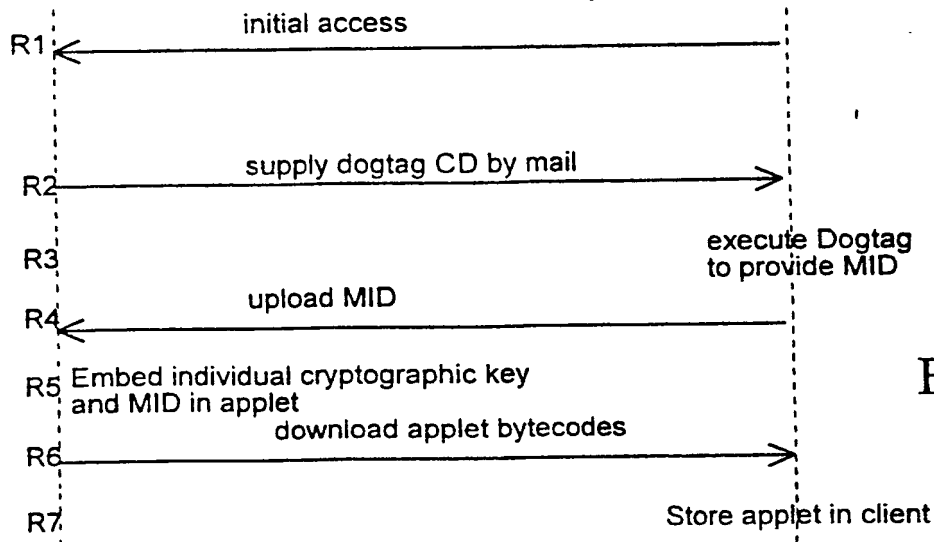 initial access
R1
supply dogtag CD by mail
R2
execute Dogtag
R3
to provide MID
upload MID
R4
R5 Embed individual cryptographic key
and MID in applet
download applet bytecodes
R6
R7
Store applet in client